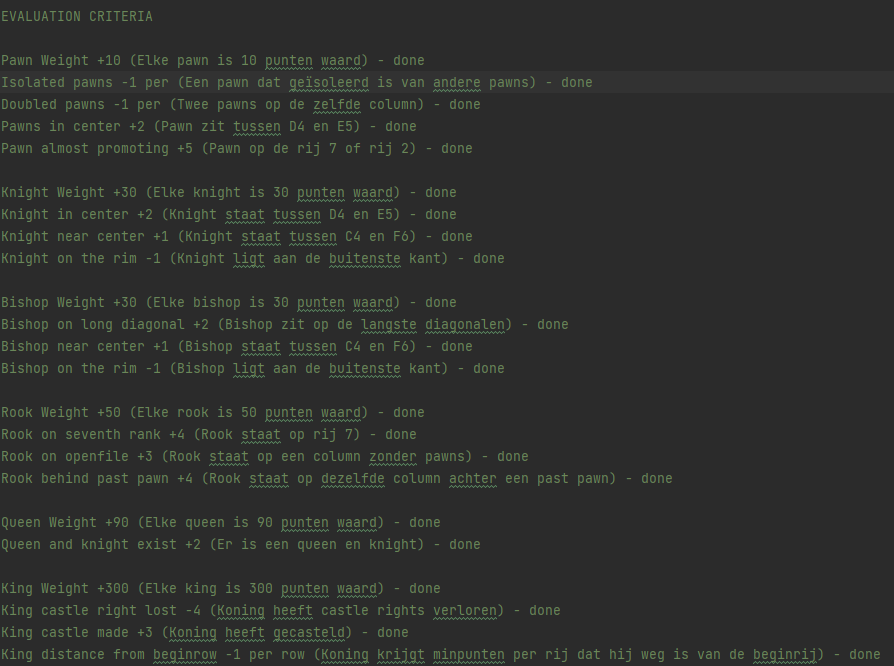 EVALUATION CRITERIA
Pawn Weight +10 (Elke pawn is 10 punten waard) - done
Isolated pawns -1 per (Een pawn dat geïsoleerd is van andere pawns) - done
Doubled pawns -1 per (Twee pawns op de zelfde column) - done
Pawns in center +2 (Pawn zit tussen D4 en E5) - done
Pawn almost promoting +5 (Pawn op de rij 7 of rij 2) - done
Knight Weight +30 (Elke knight is 30 punten waard) - done
Knight in center +2 (Knight staat tussen D4 en E5) - done
Knight near center +1 (Knight staat tussen C4 en F6) - done
Knight on the rim -1 (Knight ligt aan de buitenste kant) - done
Bishop Weight +30 (Elke bishop is 30 punten waard) - done
Bishop on long diagonal +2 (Bishop zit op de langste diagonalen) - done
Bishop near center +1 (Bishop staat tussen C4 en F6) - done
Bishop on the rim -1 (Bishop ligt aan de buitenste kant) - done
Rook Weight +50 (Elke rook is 50 punten waard) - done
Rook on seventh rank +4 (Rook staat op rij 7) - done
Rook on openfile +3 (Rook staat op een column zonder pawns) - done
Rook behind past pawn +4 (Rook staat op dezelfde column achter een past pawn) - done
Queen Weight +90 (Elke queen is 90 punten waard) - done
Queen and knight exist +2 (Er is een queen en knight) - done
King Weight +300 (Elke king is 300 punten waard) - done
King castle right lost -4 (Koning heeft castle rights verloren) - done
King castle made +3 (Koning heeft gecasteld) - done
King distance from beginrow -1 per row (Koning krijgt minpunten per rij dat hij weg is van de beginrij) - done